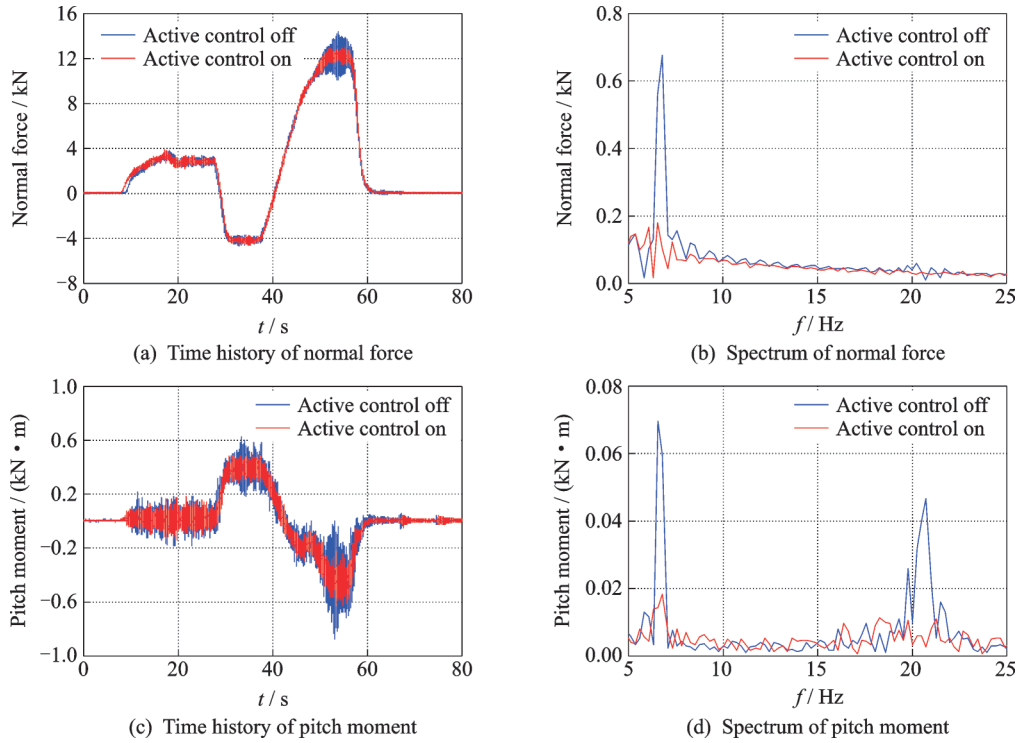 16
12
8
4
0
−4
−8
Normal force / kN
Active control off
Active control on
0 20 40 60 80
t / s
(a) Time history of normal force
0.8
0.6
0.4
0.2
0.0
Normal force / kN
Active control off
Active control on
5 10 15 20 25
f / Hz
(b) Spectrum of normal force
1.0
0.6
0.2
−0.2
−0.6
−1.0
Pitch moment / (kN • m)
Active control off
Active control on
0 20 40 60 80
t / s
(c) Time history of pitch moment
0.08
0.06
0.04
0.02
0.00
Pitch moment / (kN • m)
Active control off
Active control on
5 10 15 20 25
f / Hz
(d) Spectrum of pitch moment